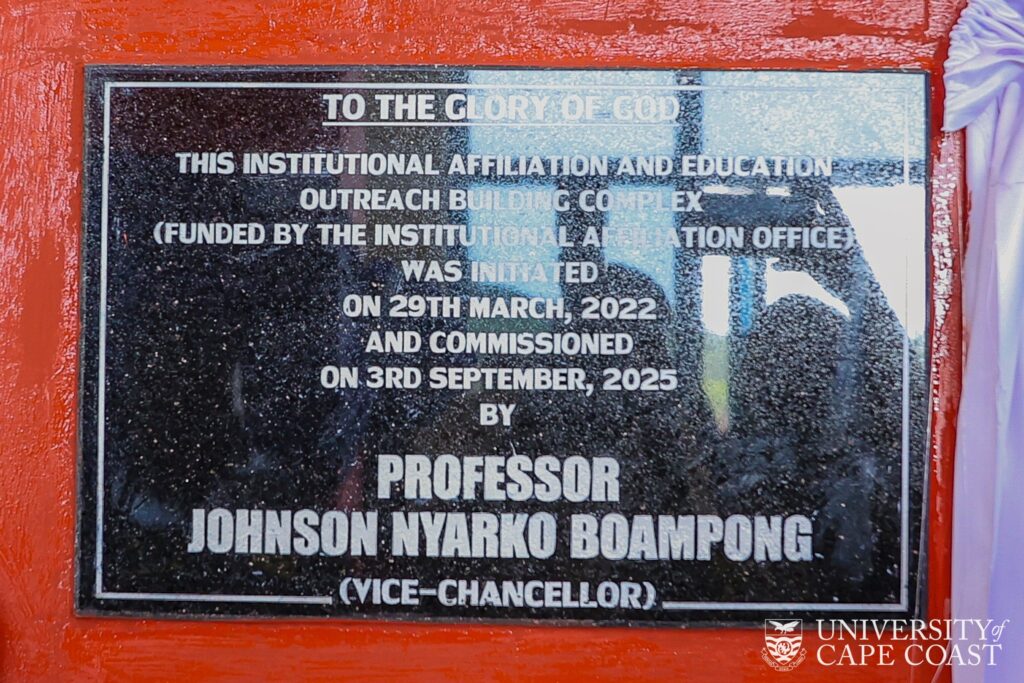 TO THE GLORY OF GOD
THIS INSTITUTIONAL AFFILIATION AND EDUCATION
OUTREACH BUILDING COMPLEX
(FUNDED BY THE INSTITUTIONAL AFFILIATION OFFICE)
WAS INITIATED
ON 29TH MARCH, 2022
AND COMMISSIONED
ON 3RD SEPTEMBER, 2025
BY
PROFESSOR
JOHNSON NYARKO BOAMPONG
(VICE-CHANCELLOR)
UNIVERSITY of
CAPE COAST